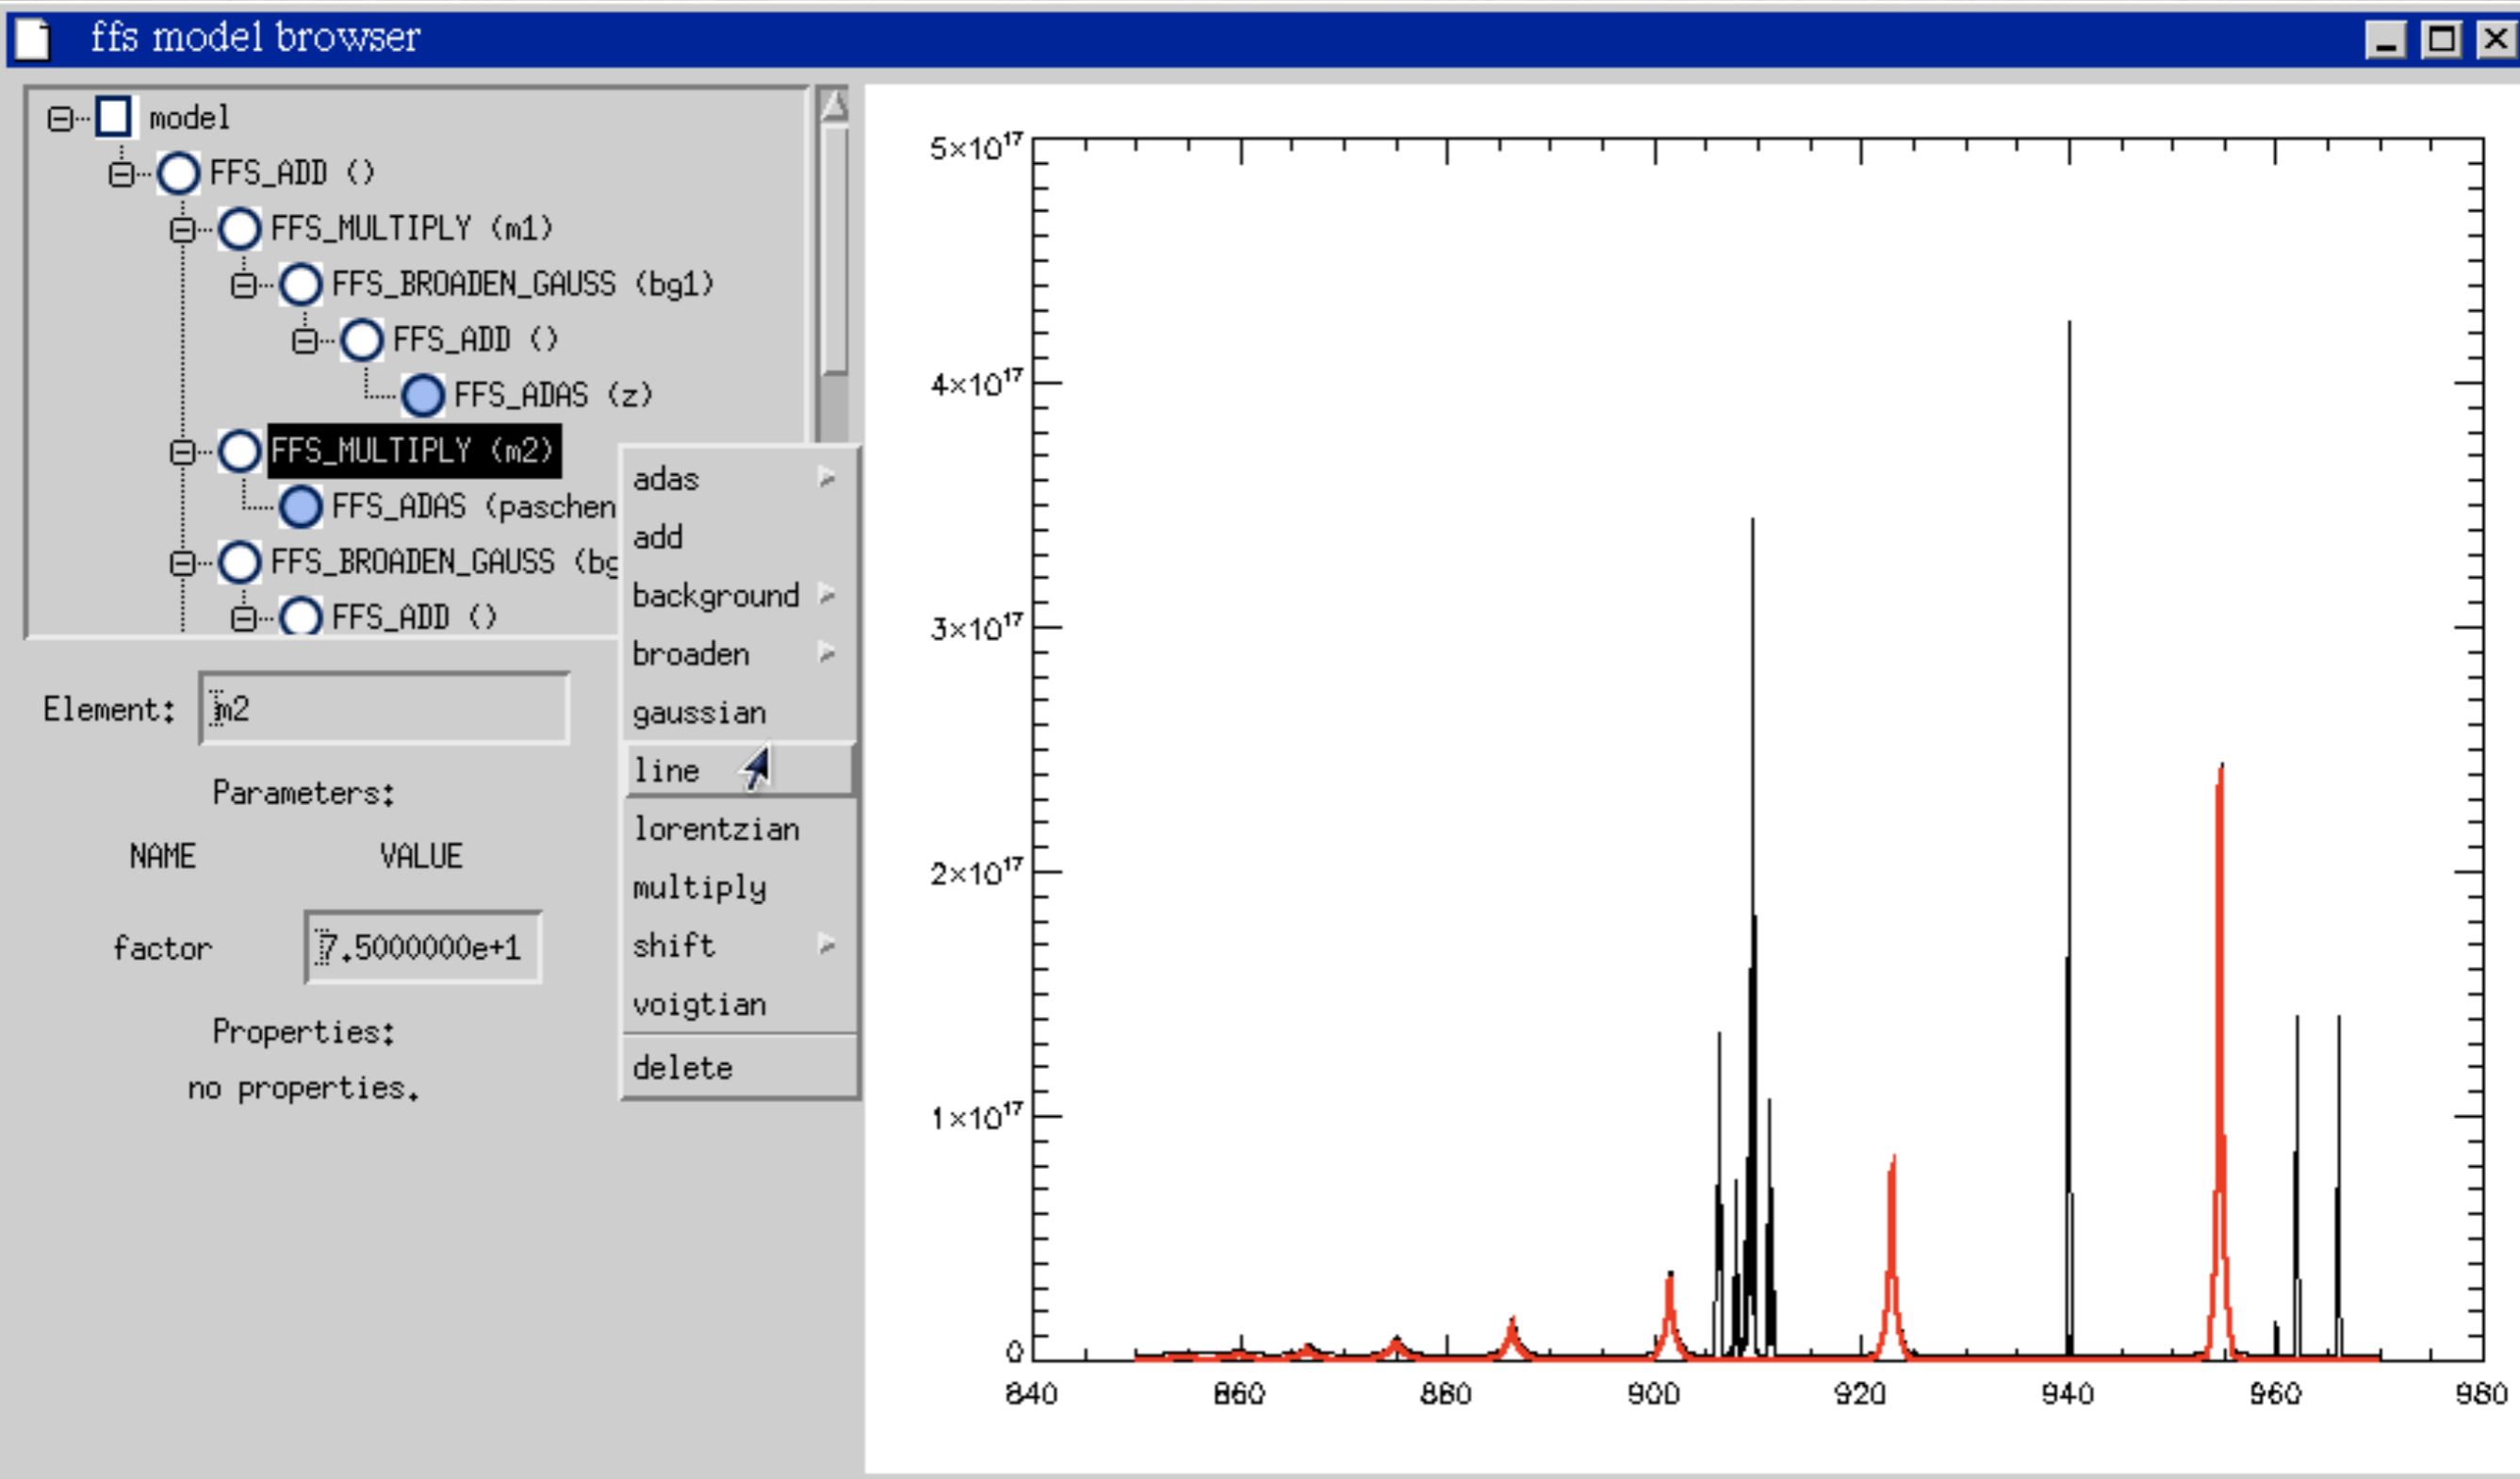 ffs model browser
model
FFS_ADD ()
FFS_MULTIPLY (m1)
FFS_BROADEN_GAUSS (bg1)
FFS_ADD ()
FFS_ADAS (z)
FFS_MULTIPLY (m2)
FFS_ADAS (paschen
FFS_BROADEN_GAUSS (bg
FFS_ADD ()
adas
add
background
broaden
gaussian
line
lorentzian
multiply
shift
voigtian
delete
Element: m2
Parameters:
NAME VALUE
factor 7.5000000e+1
Properties:
no properties.
5×10¹⁷
4×10¹⁷
3×10¹⁷
2×10¹⁷
1×10¹⁷
0
840 860 880 900 920 940 960 980